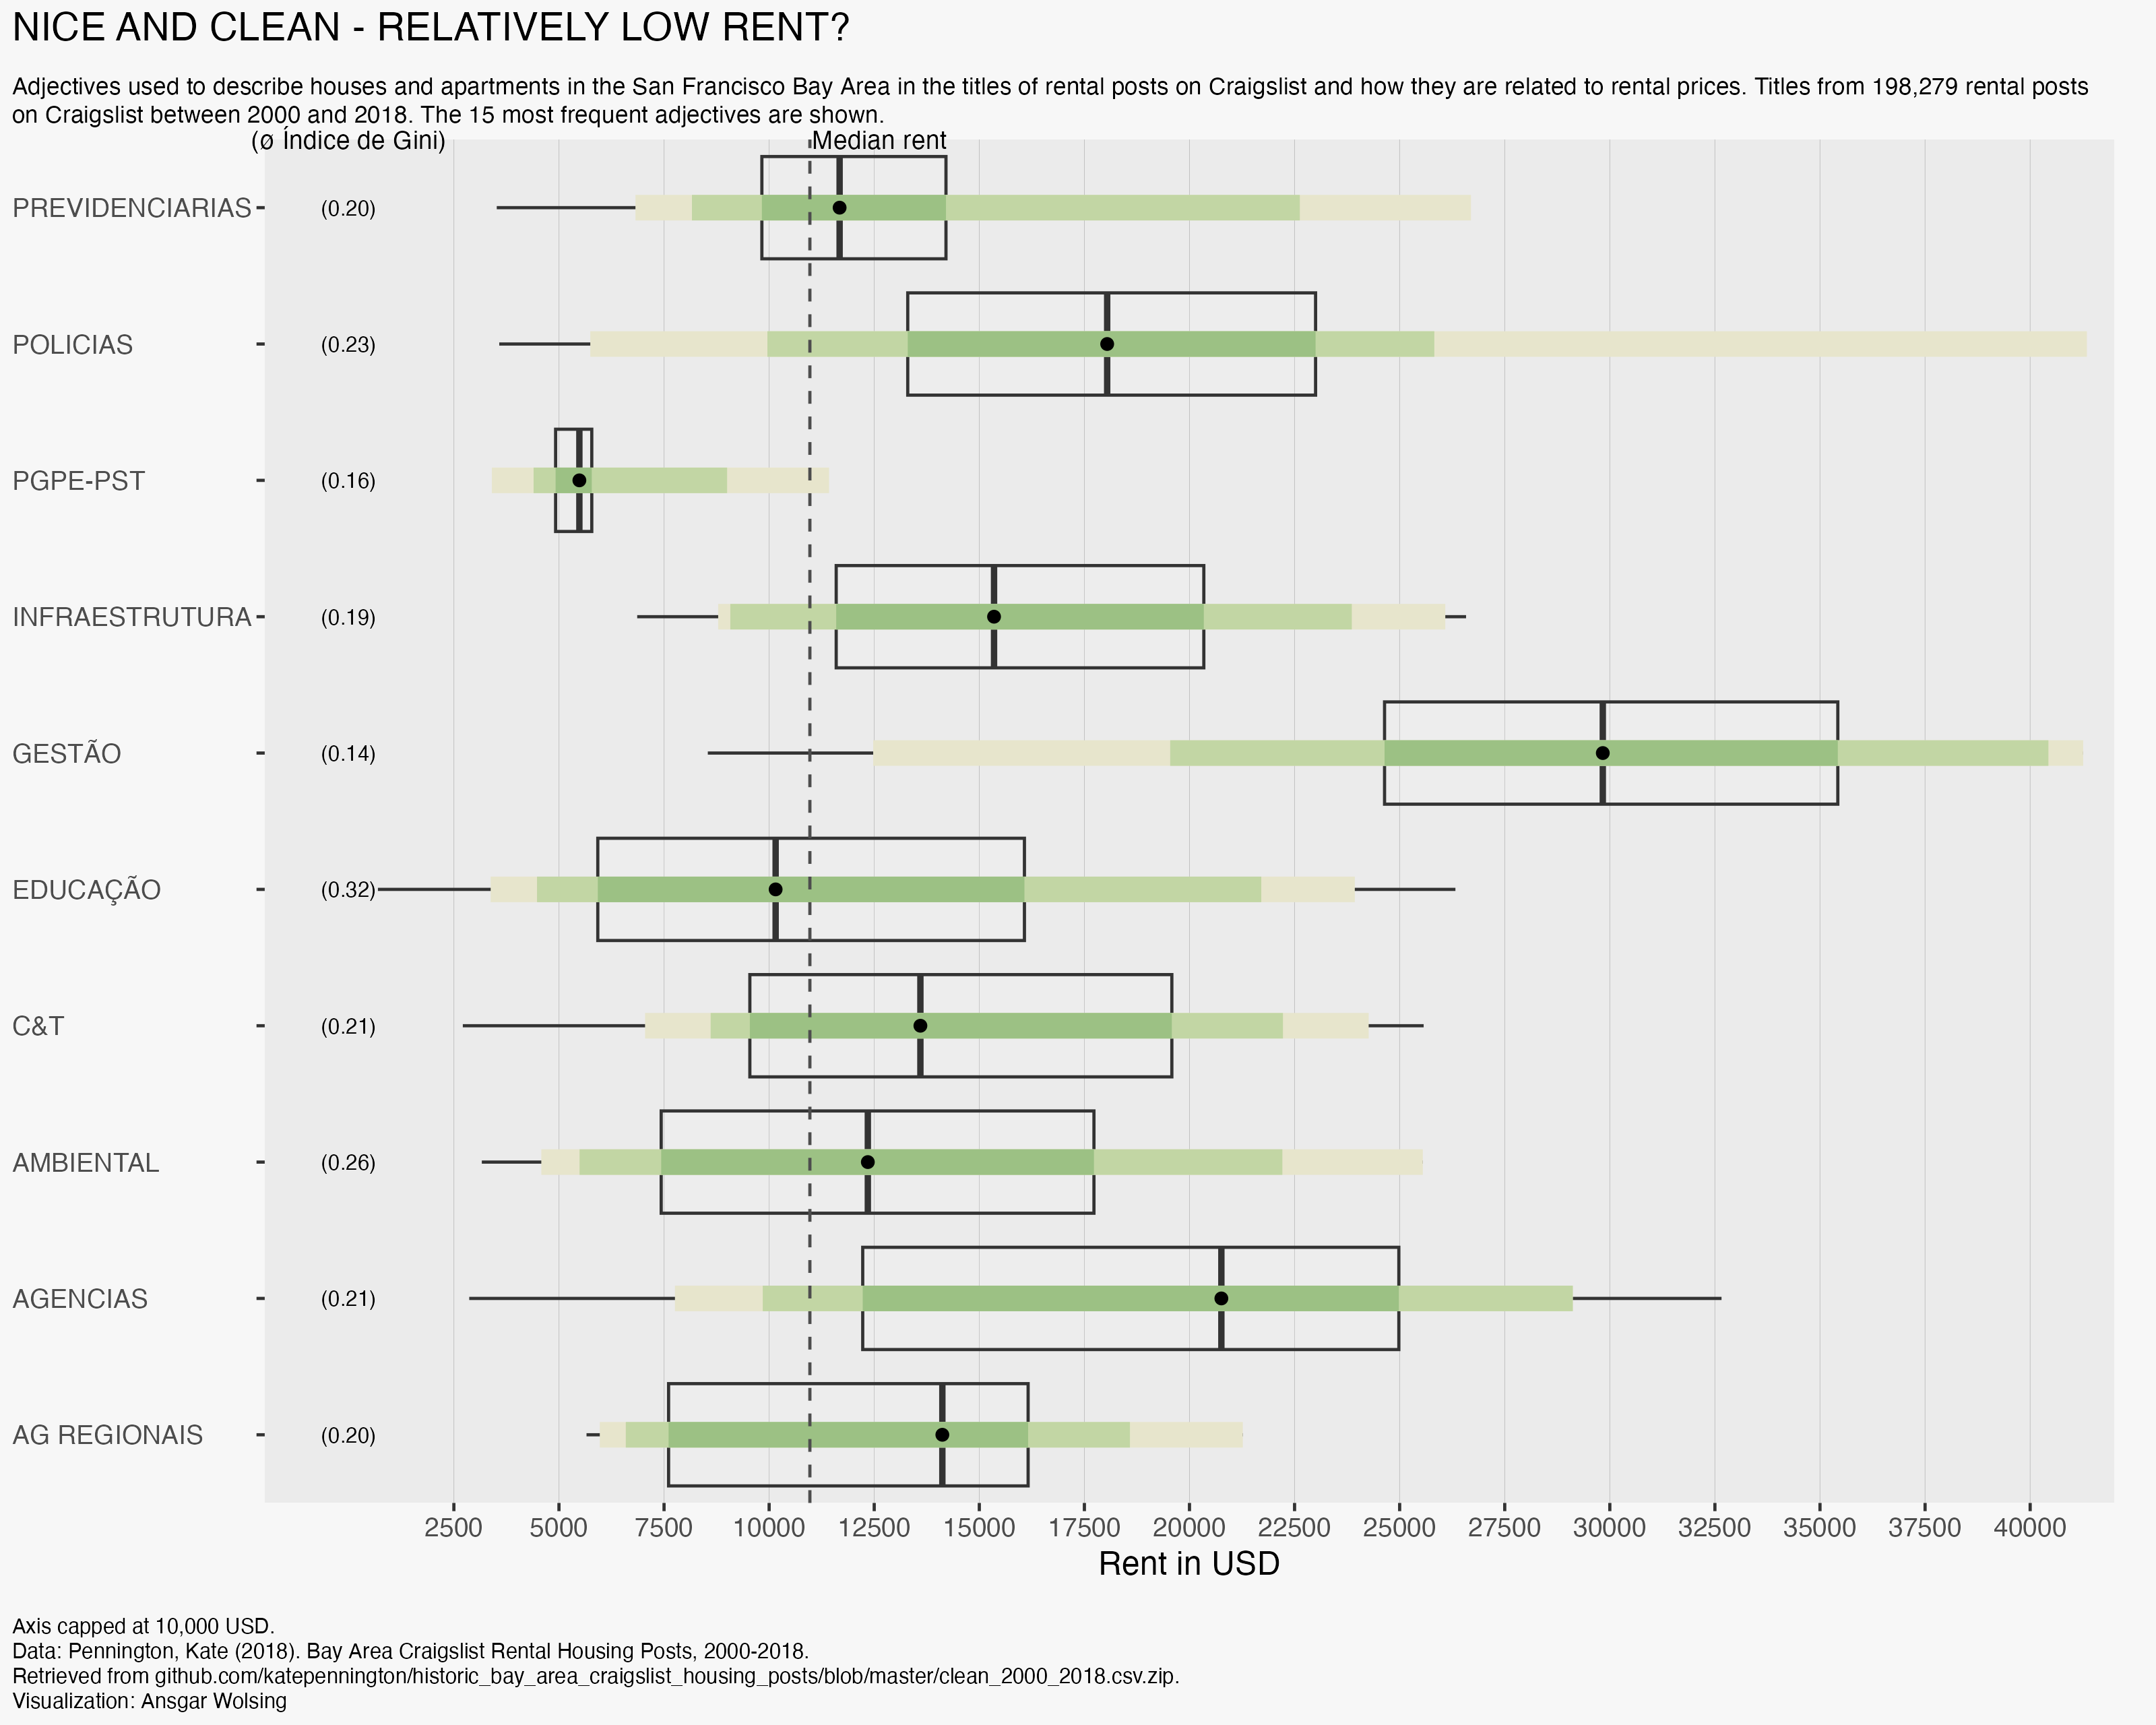 NICE AND CLEAN - RELATIVELY LOW RENT?
Adjectives used to describe houses and apartments in the San Francisco Bay Area in the titles of rental posts on Craigslist and how they are related to rental prices. Titles from 198,279 rental posts
on Craigslist between 2000 and 2018. The 15 most frequent adjectives are shown.
(ø Índice de Gini) Median rent
PREVIDENCIARIAS (0.20)
POLICIAS (0.23)
PGPE-PST (0.16)
INFRAESTRUTURA (0.19)
GESTÃO (0.14)
EDUCAÇÃO (0.32)
C&T (0.21)
AMBIENTAL (0.26)
AGENCIAS (0.21)
AG REGIONAIS (0.20)
2500 5000 7500 10000 12500 15000 17500 20000 22500 25000 27500 30000 32500 35000 37500 40000
Rent in USD
Axis capped at 10,000 USD.
Data: Pennington, Kate (2018). Bay Area Craigslist Rental Housing Posts, 2000-2018.
Retrieved from github.com/katepennington/historic_bay_area_craigslist_housing_posts/blob/master/clean_2000_2018.csv.zip.
Visualization: Ansgar Wolsing